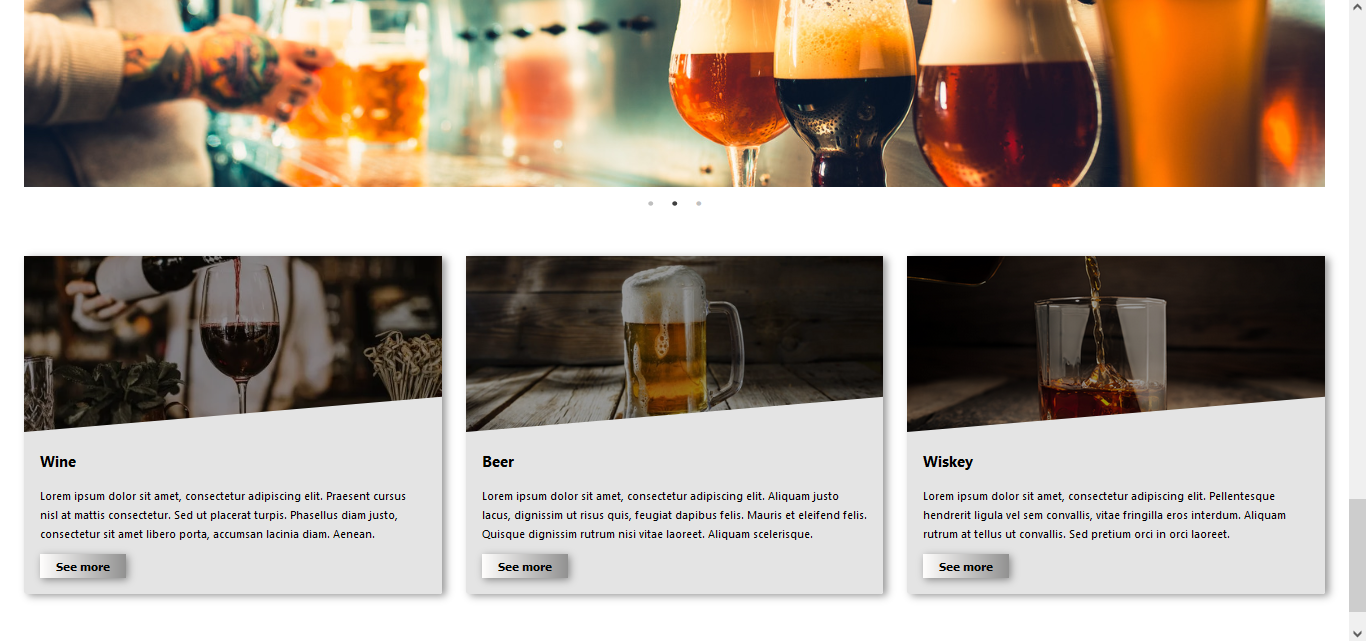 Wine
Lorem ipsum dolor sit amet, consectetur adipiscing elit. Praesent cursus
nisl at mattis consectetur. Sed ut placerat turpis. Phasellus diam justo,
consectetur sit amet libero porta, accumsan lacinia diam. Aenean.
See more
Beer
Lorem ipsum dolor sit amet, consectetur adipiscing elit. Aliquam justo
lacus, dignissim ut risus quis, feugiat dapibus felis. Mauris et eleifend felis.
Quisque dignissim rutrum nisi vitae laoreet. Aliquam scelerisque.
See more
Wiskey
Lorem ipsum dolor sit amet, consectetur adipiscing elit. Pellentesque
hendrerit ligula vel sem convallis, vitae fringilla eros interdum. Aliquam
rutrum at tellus ut convallis. Sed pretium orci in orci laoreet.
See more